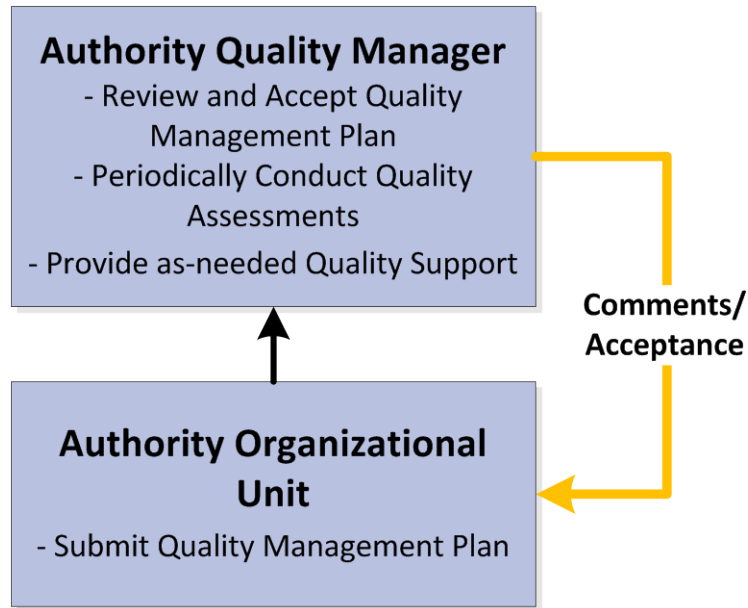 Authority Quality Manager
- Review and Accept Quality
Management Plan
- Periodically Conduct Quality
Assessments
- Provide as-needed Quality Support
Comments/
Acceptance
Authority Organizational
Unit
- Submit Quality Management Plan